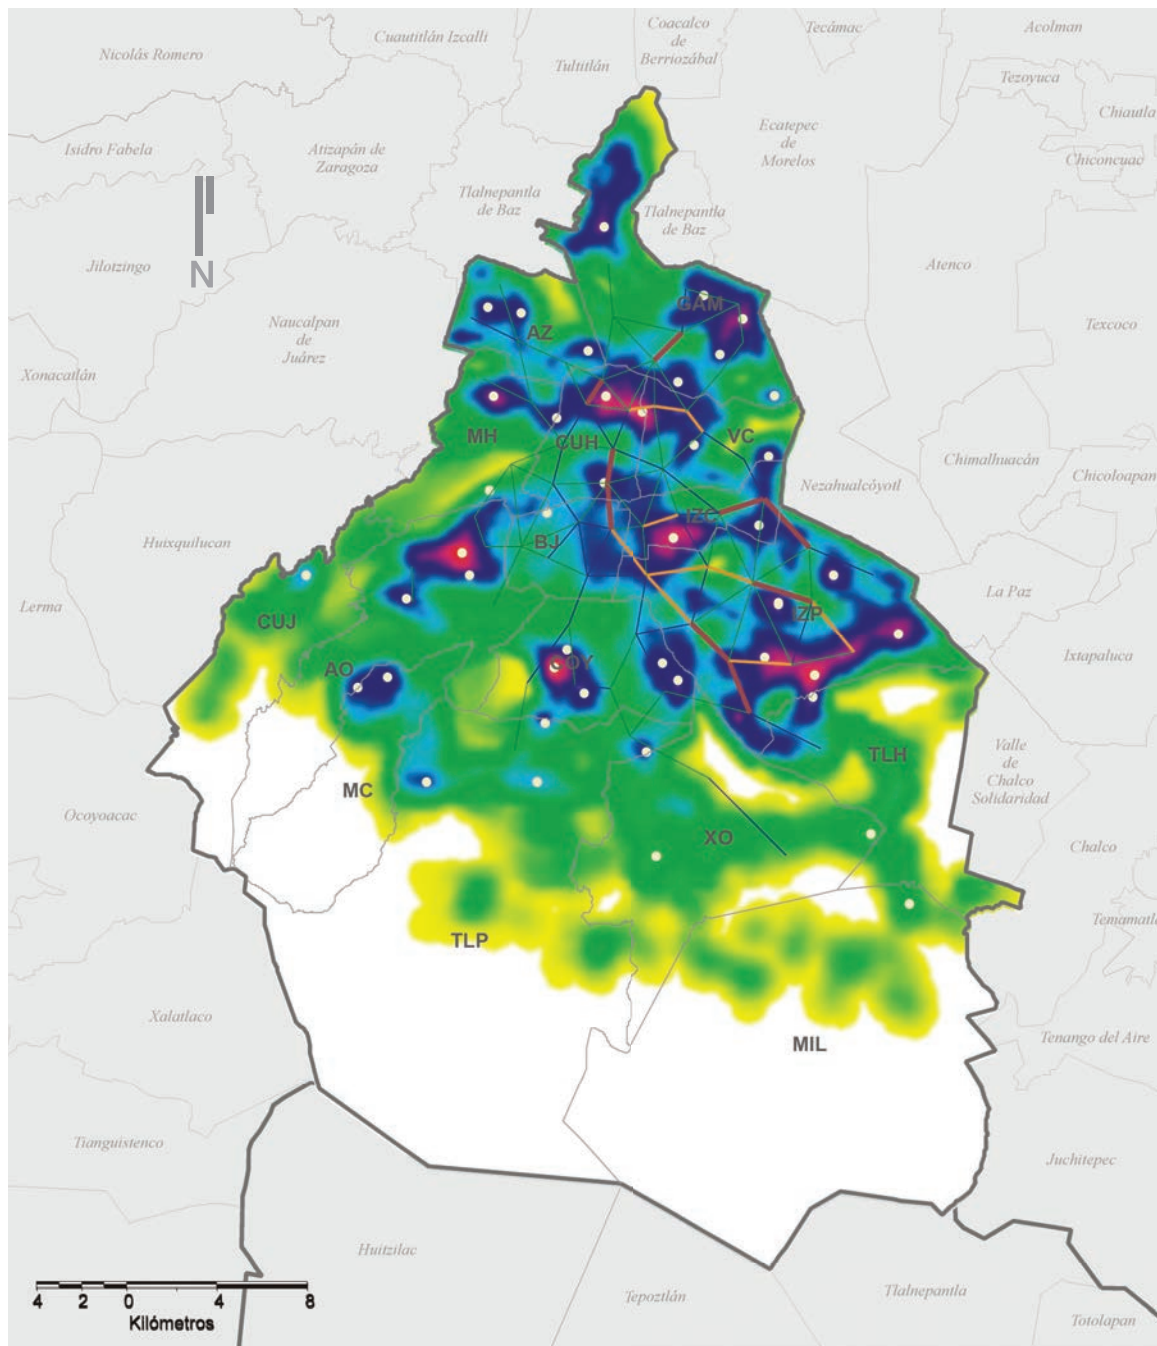 Coacalco
de
Berriozábal
Tecámac
Acolman
Cuautitlán Izcalli
Nicolás Romero
Tultitlán
Tezoyuca
Chiautla
Ecatepec
de
Morelos
Isidro Fabela
Atizapán de
Zaragoza
Chiconcuac
Tlalnepantla
de Baz
Tlalnepantla
de Baz
Jilotzingo
N
Atenco
GAM
Naucalpan
de
Juárez
AZ
Texcoco
Xonacatlán
MH
CUH
VC
Chimalhuacán
Chicoloapan
Nezahualcóyotl
IZC
Huixquilucan
BJ
La Paz
Lerma
CUJ
IZP
AO
COY
Ixtapaluca
TLH
Valle
de
Chalco
Solidaridad
MC
Ocoyoacac
XO
Chalco
TLP
Xalatlaco
MIL
Tenango del Aire
Tianguistenco
Juchitepec
Huitzilac
4 2 0 4 8
Kilómetros
Tepoztlán
Tlalnepantla
Totolapan